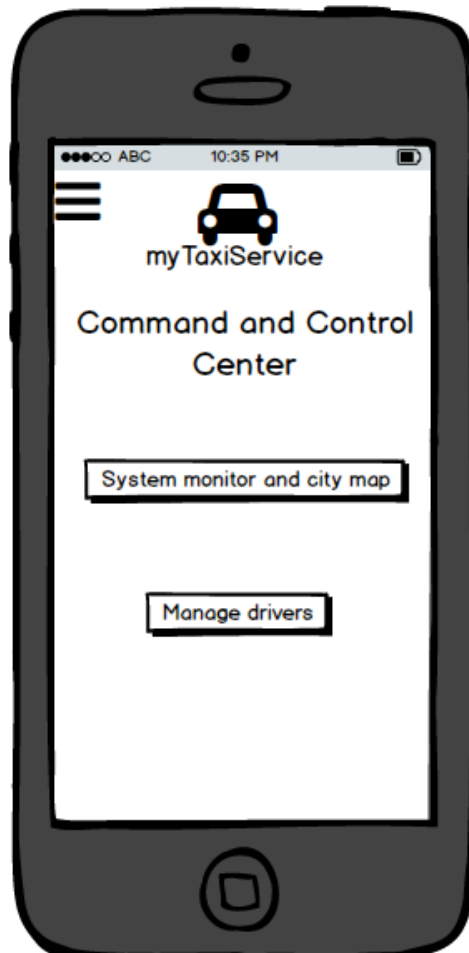 ABC 10:35 PM
myTaxiService
Command and Control
Center
System monitor and city map
Manage drivers